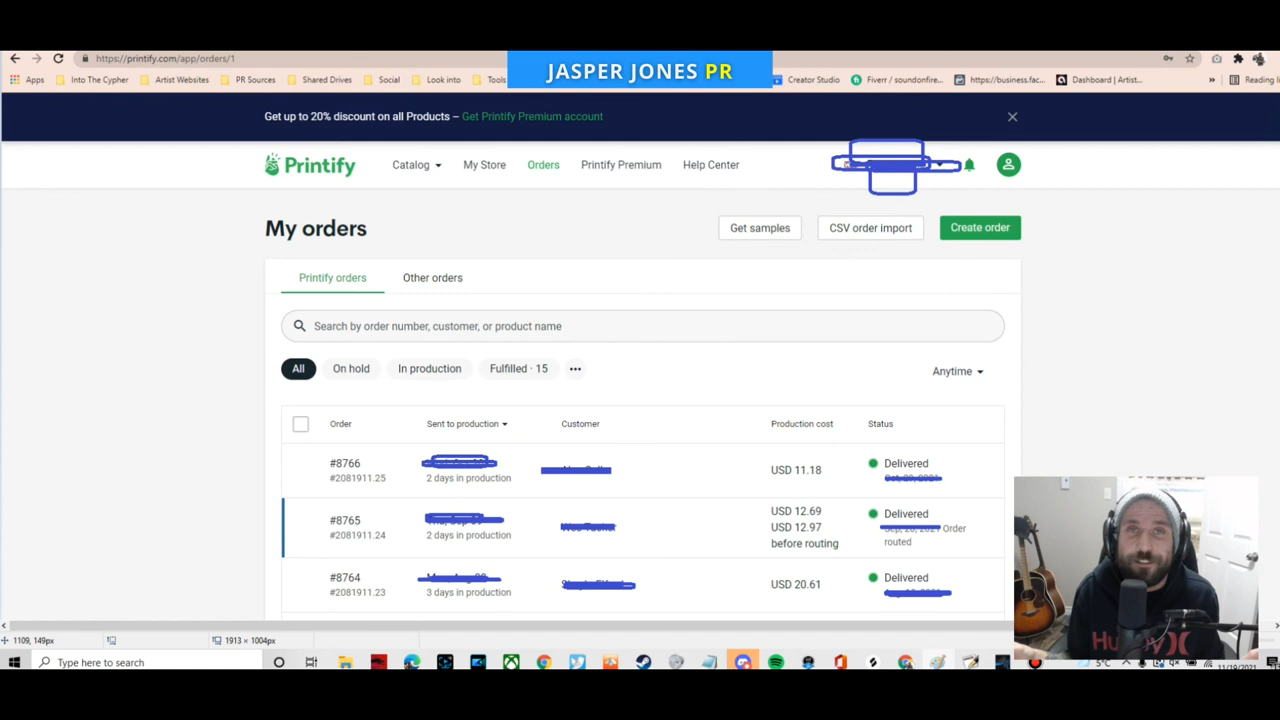 https://printify.com/app/orders/1
JASPER JONES PR
Apps Into The Cypher Artist Websites PR Sources Shared Drives Social Look into Tools Creator Studio Fiverr / soundonfire... https://business.fac... Dashboard | Artist... » Reading li
Get up to 20% discount on all Products – Get Printify Premium account
Printify Catalog My Store Orders Printify Premium Help Center
My orders Get samples CSV order import Create order
Printify orders Other orders
Search by order number, customer, or product name
All On hold In production Fulfilled · 15 •••
Anytime
Order Sent to production Customer Production cost Status
#8766 Delivered
#2081911.25 2 days in production USD 11.18
#8765 USD 12.69 Delivered
USD 12.97 Order
#2081911.24 2 days in production before routing routed
#8764 USD 20.61 Delivered
#2081911.23 3 days in production
1109, 149px 1913 × 1004px
Type here to search 5°C
11/19/2021